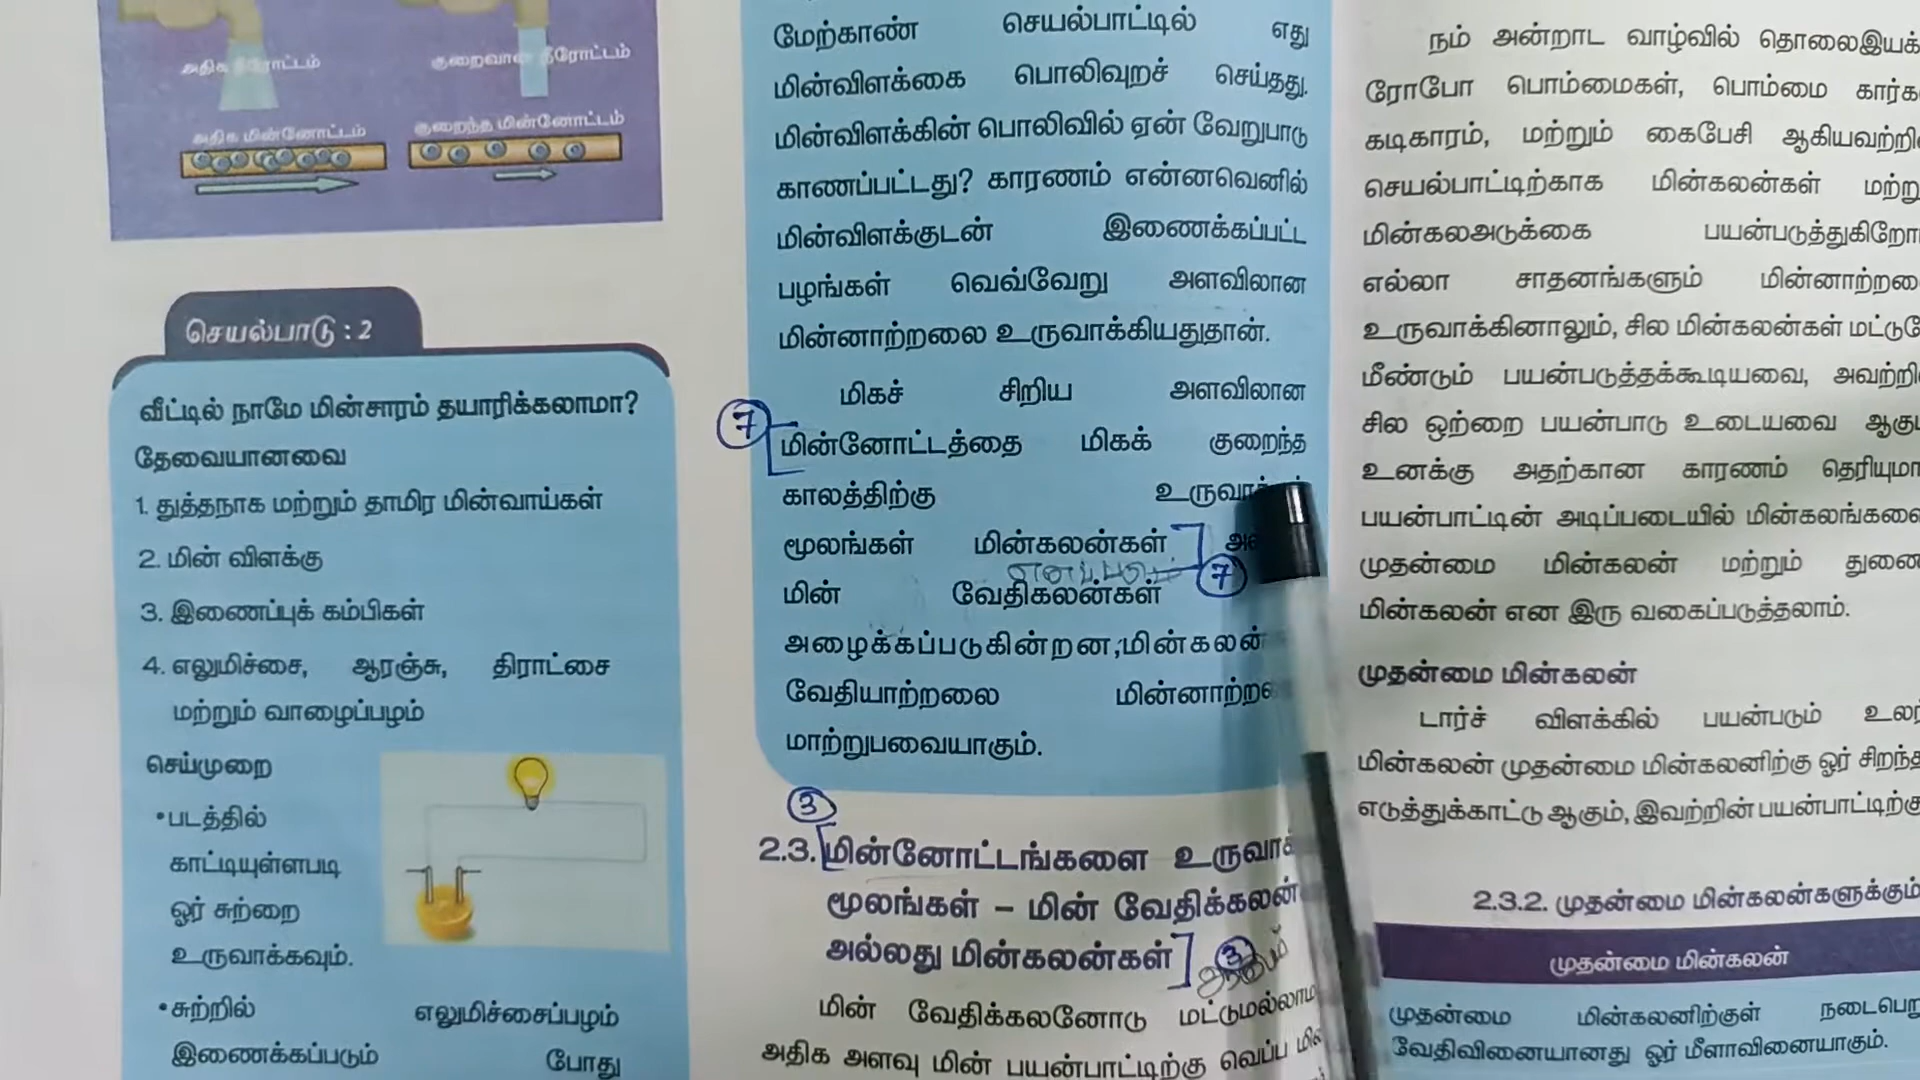 அதிக நீரோட்டம்
குறைவான நீரோட்டம்
அதிக மின்னோட்டம்
குறைந்த மின்னோட்டம்
செயல்பாடு : 2
வீட்டில் நாமே மின்சாரம் தயாரிக்கலாமா?
தேவையானவை
1. துத்தநாக மற்றும் தாமிர மின்வாய்கள்
2. மின் விளக்கு
3. இணைப்புக் கம்பிகள்
4. எலுமிச்சை, ஆரஞ்சு, திராட்சை
மற்றும் வாழைப்பழம்
செய்முறை
•படத்தில்
காட்டியுள்ளபடி
ஓர் சுற்றை
உருவாக்கவும்.
•சுற்றில் எலுமிச்சைப்பழம்
இணைக்கப்படும் போது
மேற்காண் செயல்பாட்டில் எது
மின்விளக்கை பொலிவுறச் செய்தது.
மின்விளக்கின் பொலிவில் ஏன் வேறுபாடு
காணப்பட்டது? காரணம் என்னவெனில்
மின்விளக்குடன் இணைக்கப்பட்ட
பழங்கள் வெவ்வேறு அளவிலான
மின்னாற்றலை உருவாக்கியதுதான்.
மிகச் சிறிய அளவிலான
7 மின்னோட்டத்தை மிகக் குறைந்த
காலத்திற்கு
மூலங்கள் மின்கலன்கள்
மின் வேதிகலன்கள் 7
அழைக்கப்படுகின்றன,மின்கலன்
வேதியாற்றலை
மாற்றுபவையாகும்.
3
2.3. மின்னோட்டங்களை
மூலங்கள் – மின் வேதிக்கலன்
அல்லது மின்கலன்கள் 3
மின் வேதிக்கலனோடு
அதிக அளவு மின் பயன்பாட்டிற்கு வெப்ப
நம் அன்றாட வாழ்வில்
ரோபோ பொம்மைகள், பொம்மை
கடிகாரம், மற்றும் கைபேசி
செயல்பாட்டிற்காக மின்கலன்கள்
மின்கலஅடுக்கை
எல்லா சாதனங்களும்
உருவாக்கினாலும், சில மின்கலன்கள்
மீண்டும் பயன்படுத்தக்கூடியவை,
சில ஒற்றை பயன்பாடு உடையவை
உனக்கு அதற்கான காரணம்
பயன்பாட்டின் அடிப்படையில்
முதன்மை மின்கலன் மற்றும்
மின்கலன் என இரு வகைப்படுத்தலாம்.
முதன்மை மின்கலன்
டார்ச் விளக்கில் பயன்படும்
மின்கலன் முதன்மை மின்கலனிற்கு ஓர்
எடுத்துக்காட்டு ஆகும், இவற்றின்
2.3.2. முதன்மை மின்கலன்களுக்கும்
முதன்மை மின்கலன்
முதன்மை மின்கலனிற்குள்
வேதிவினையானது ஓர் மீளாவினையாகும்.